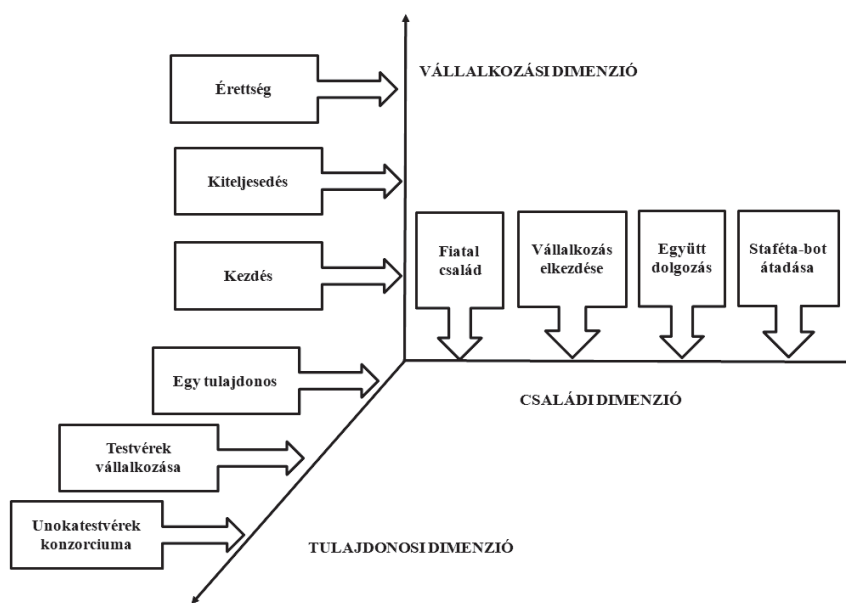 VÁLLALKOZÁSI DIMENZIÓ
Érettség
Kiteljesedés
Kezdés
Fiatal
család
Vállalkozás
elkezdése
Együtt
dolgozás
Staféta-bot
átadása
CSALÁDI DIMENZIÓ
Egy tulajdonos
Testvérek
vállalkozása
Unokatestvérek
konzorciuma
TULAJDONOSI DIMENZIÓ